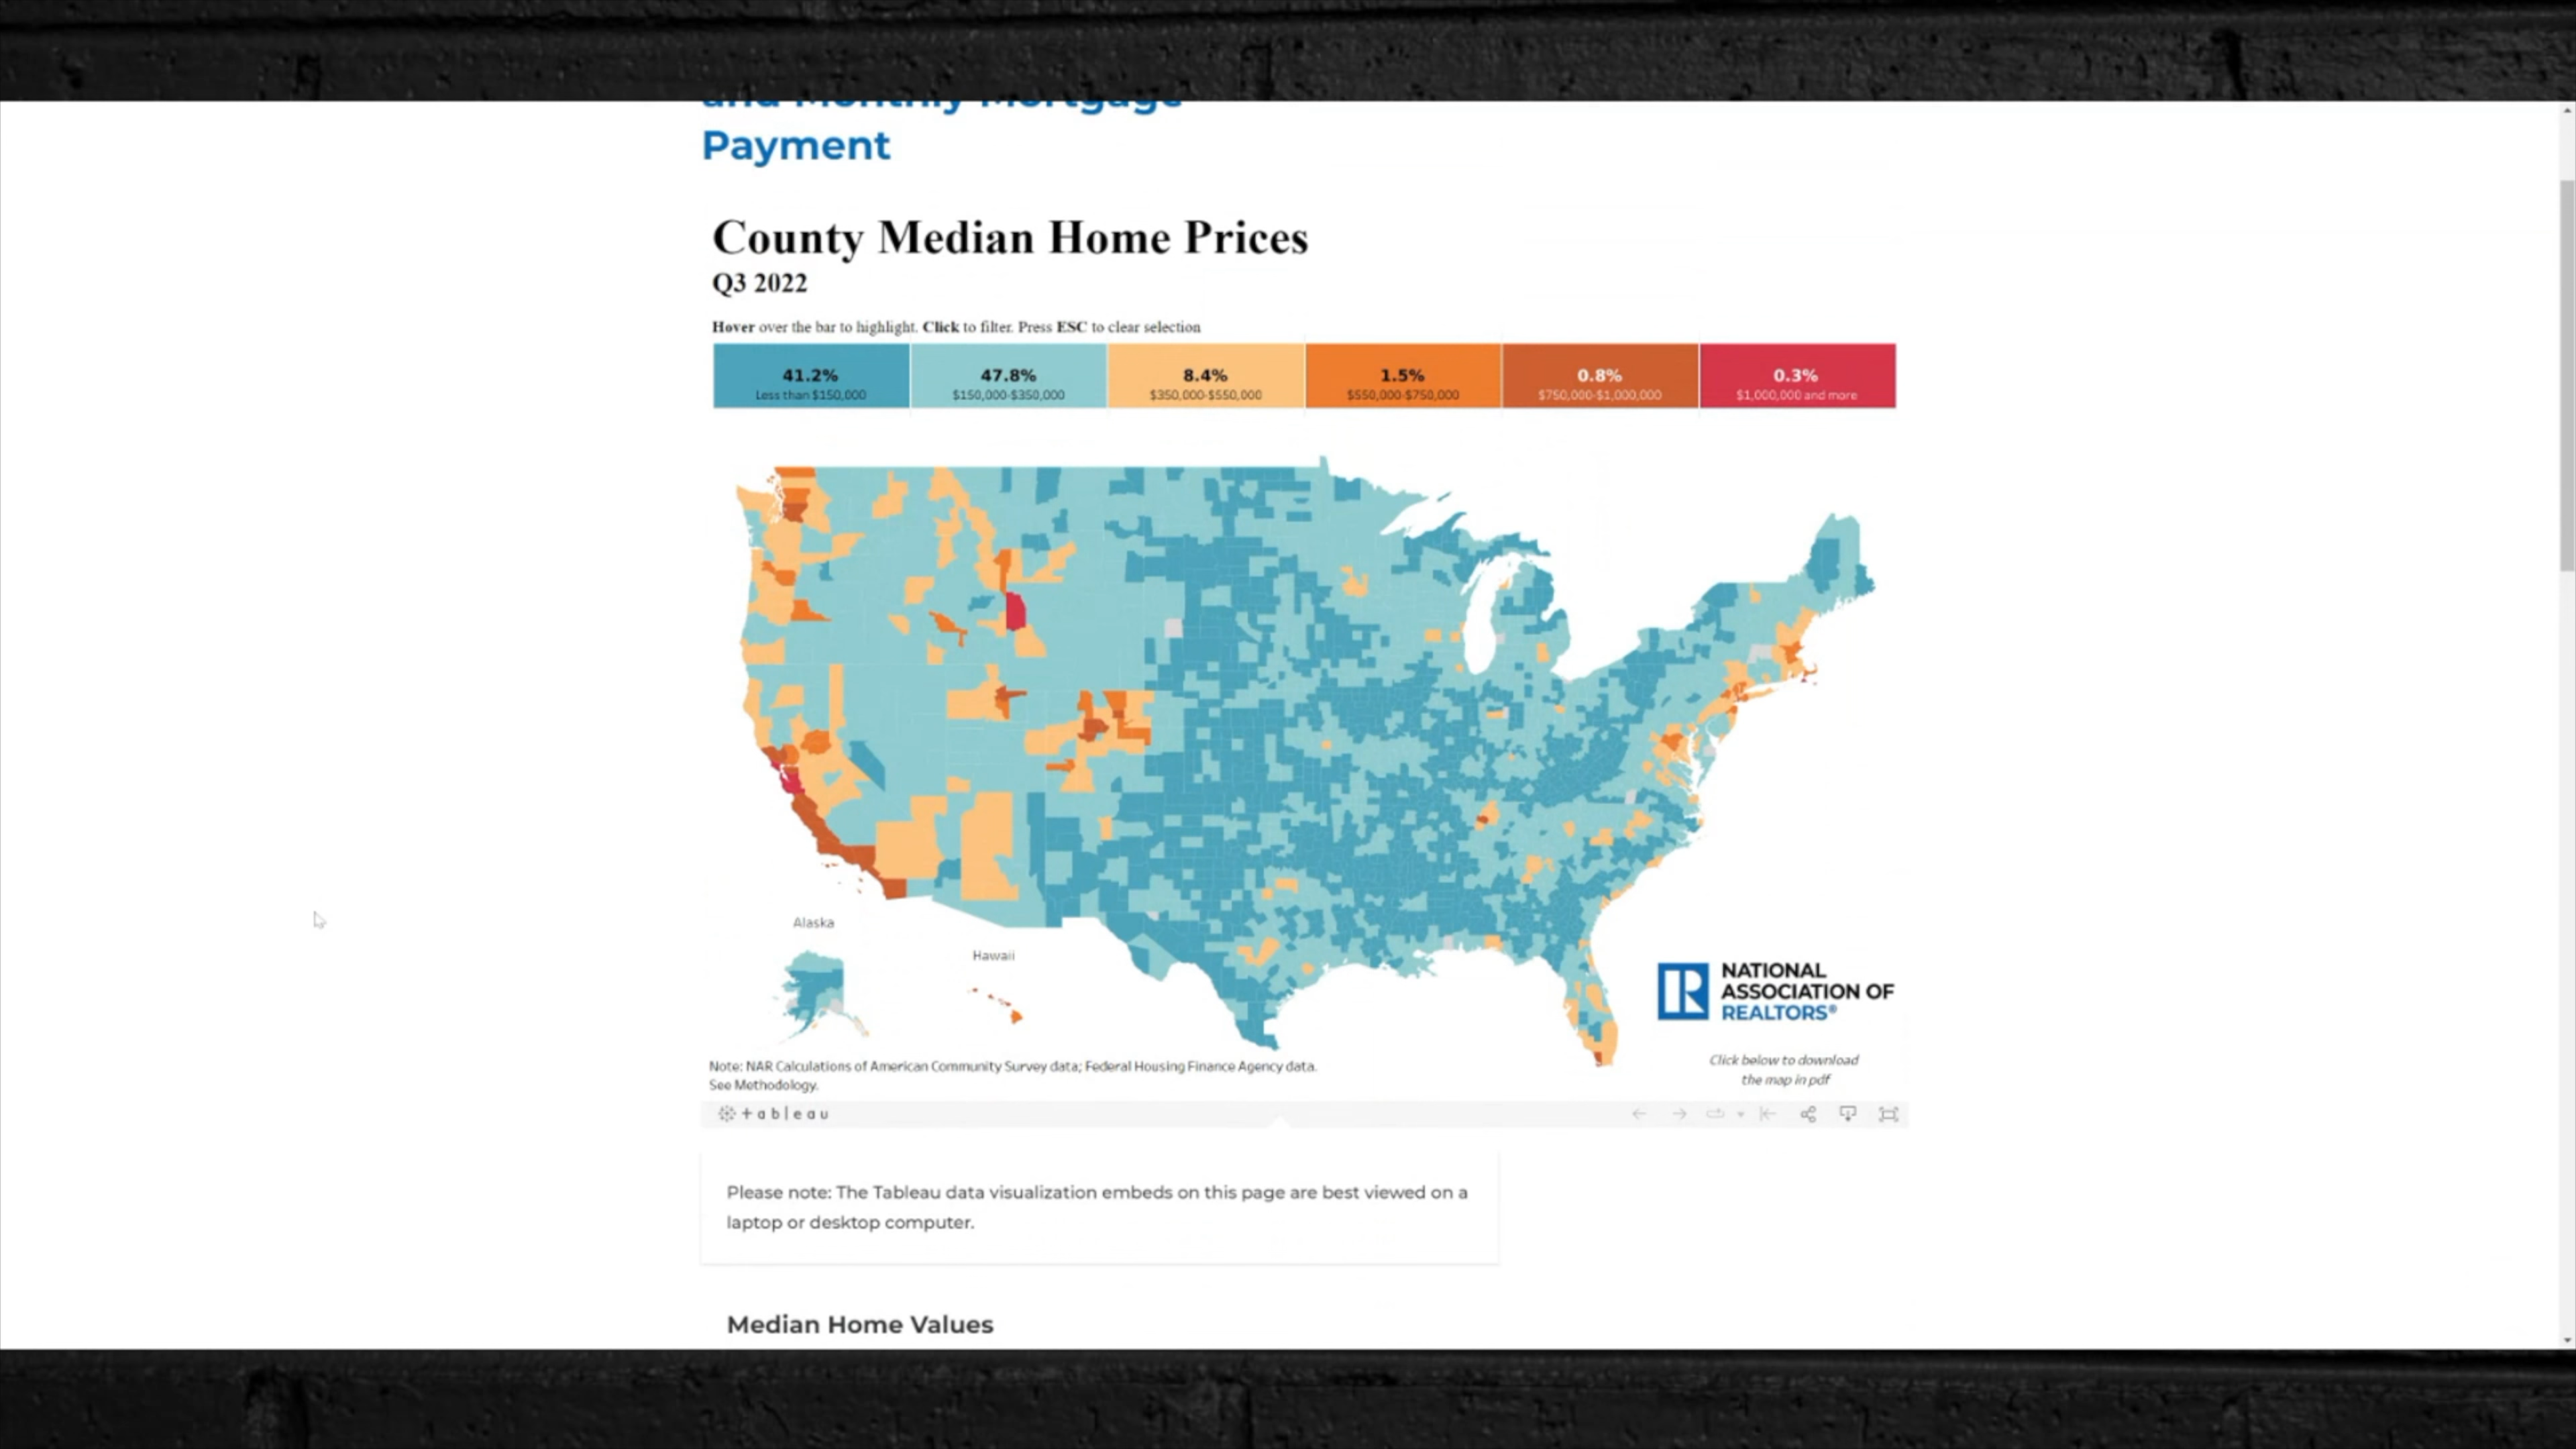 and Monthly Mortgage
Payment
County Median Home Prices
Q3 2022
Hover over the bar to highlight. Click to filter. Press ESC to clear selection
41.2%
Less than $150,000
47.8%
$150,000-$350,000
8.4%
$350,000-$550,000
1.5%
$550,000-$750,000
0.8%
$750,000-$1,000,000
0.3%
$1,000,000 and more
Alaska
Hawaii
NATIONAL
ASSOCIATION OF
REALTORS®
Note: NAR Calculations of American Community Survey data; Federal Housing Finance Agency data.
See Methodology.
Click below to download
the map in pdf
+ableau
Please note: The Tableau data visualization embeds on this page are best viewed on a
laptop or desktop computer.
Median Home Values